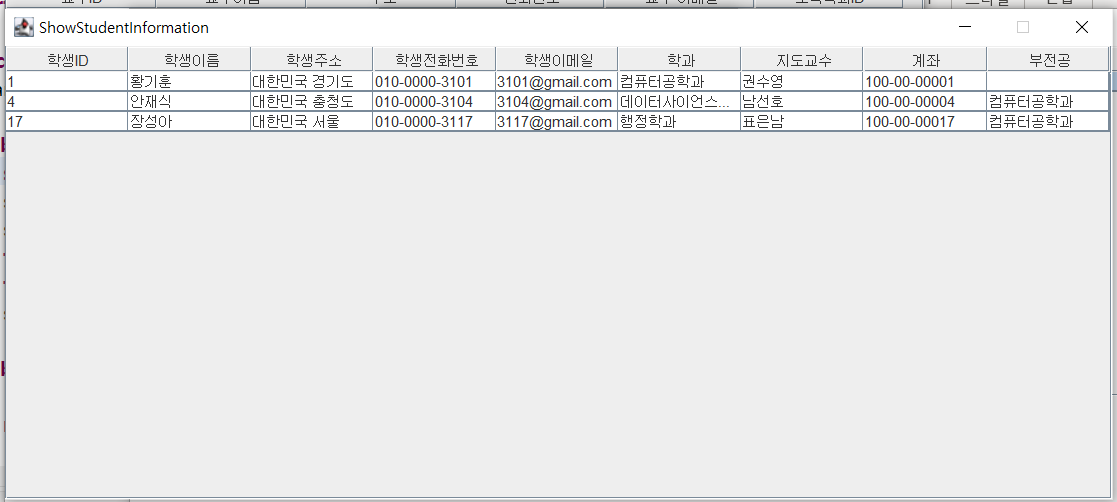 ShowStudentInformation
학생ID 학생이름 학생주소 학생전화번호 학생이메일 학과 지도교수 계좌 부전공
1 황기훈 대한민국 경기도 010-0000-3101 3101@gmail.com 컴퓨터공학과 권수영 100-00-00001
4 안재식 대한민국 충청도 010-0000-3104 3104@gmail.com 데이터사이언스... 남선호 100-00-00004 컴퓨터공학과
17 장성아 대한민국 서울 010-0000-3117 3117@gmail.com 행정학과 표은남 100-00-00017 컴퓨터공학과